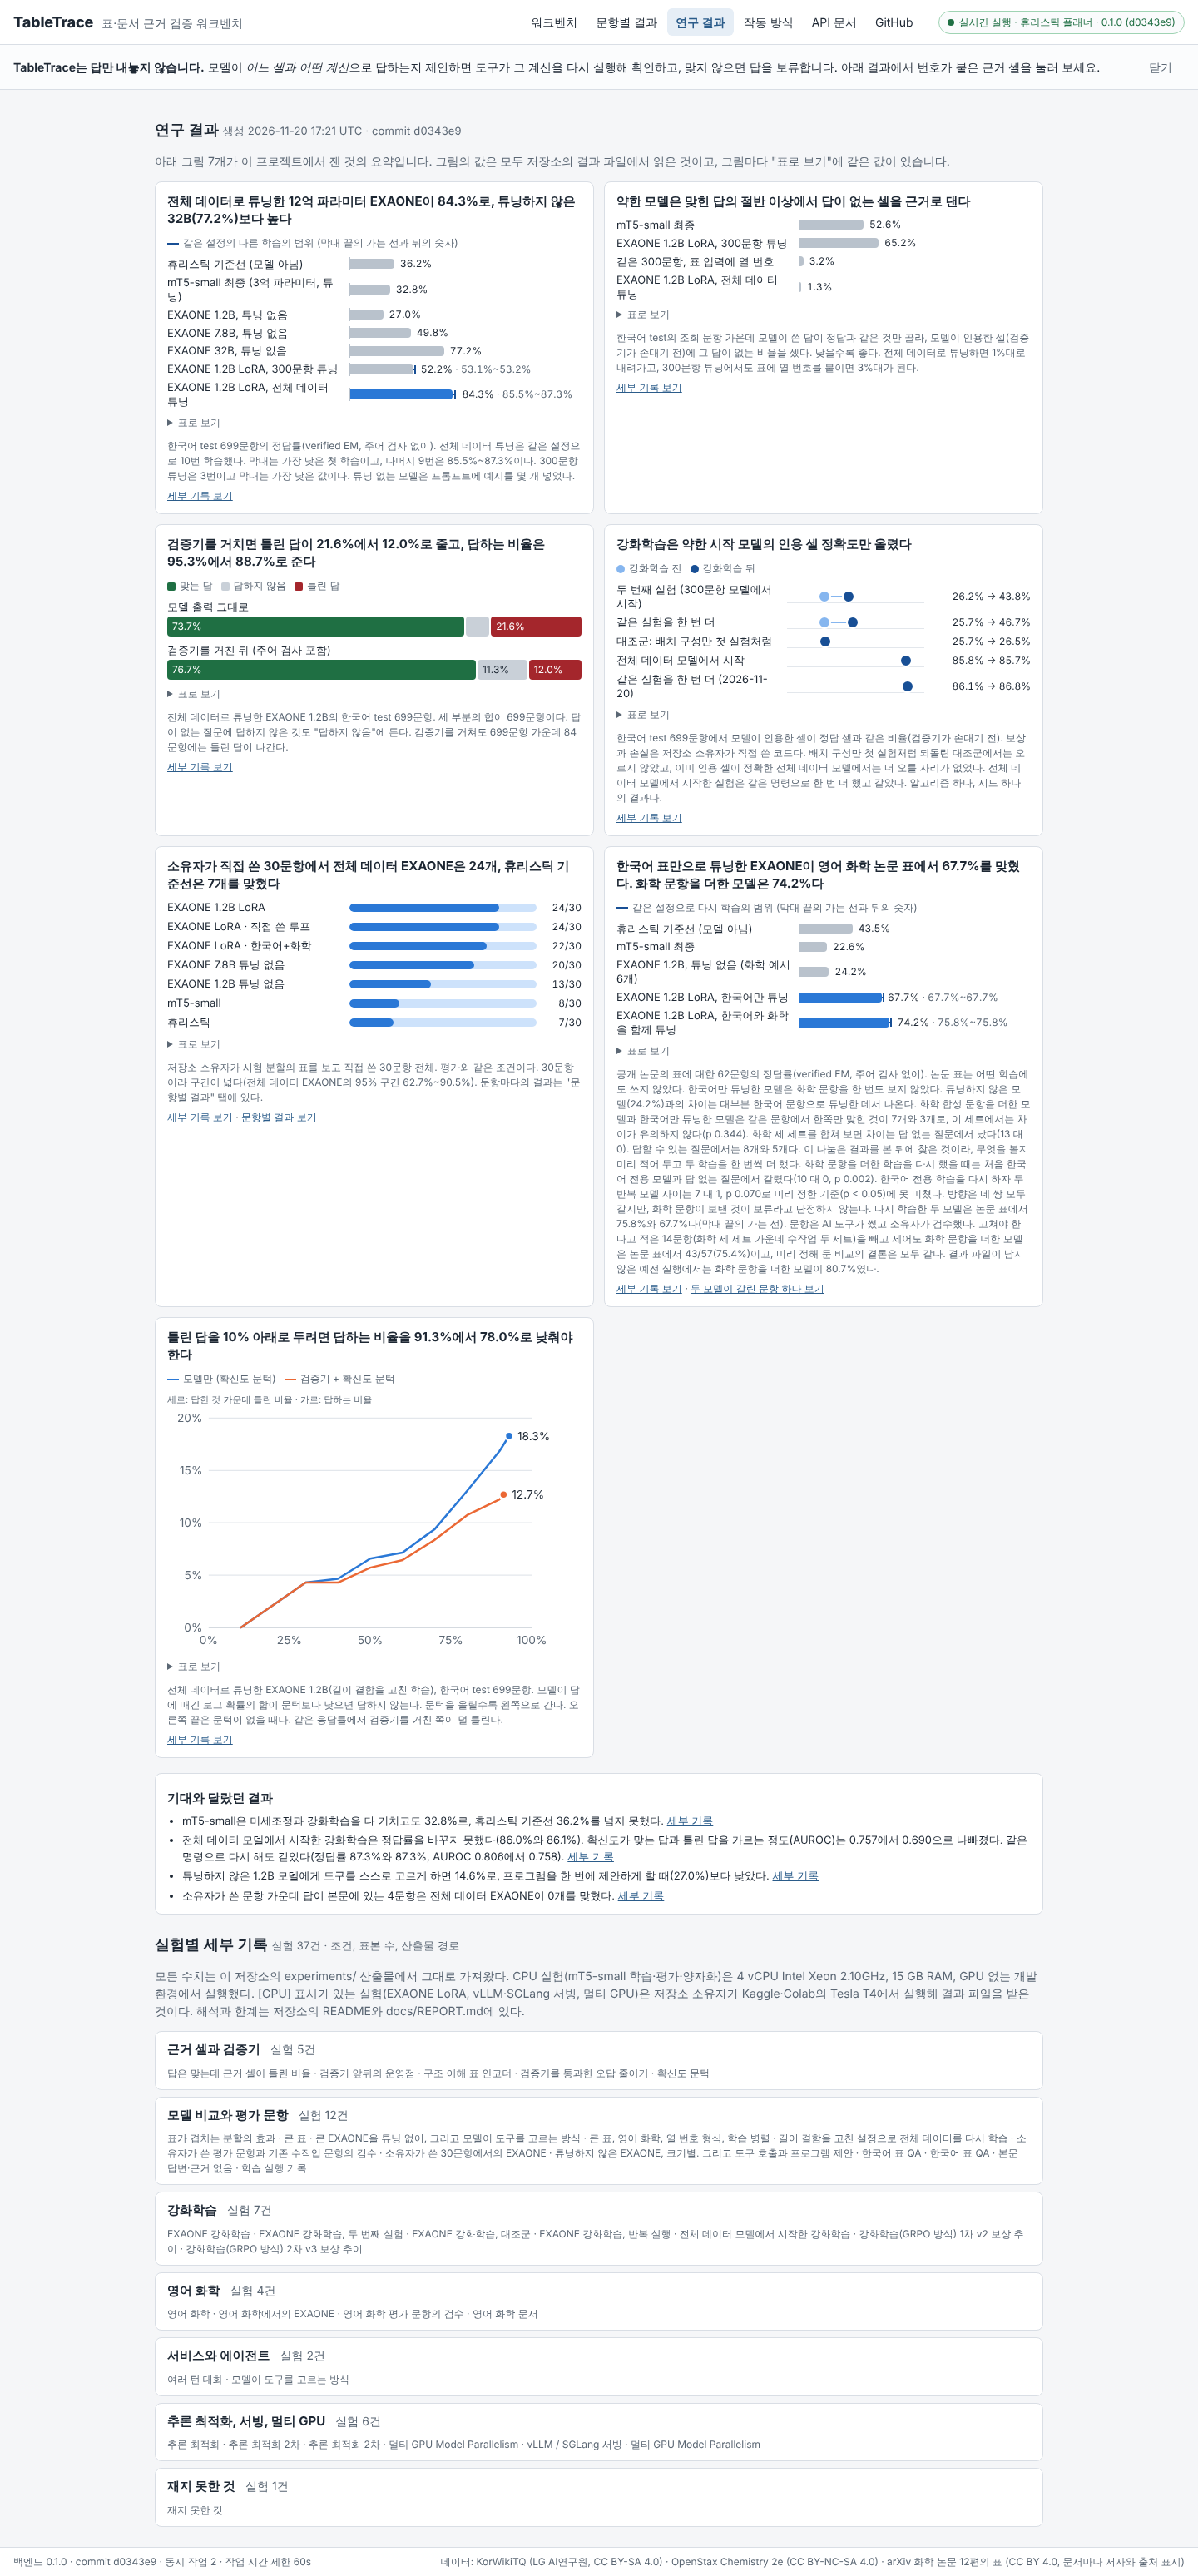 TableTrace 표·문서 근거 검증 워크벤치
워크벤치 문항별 결과 연구 결과 작동 방식 API 문서 GitHub
실시간 실행 · 휴리스틱 플래너 · 0.1.0 (d0343e9)
TableTrace는 답만 내놓지 않습니다. 모델이 어느 셀과 어떤 계산으로 답하는지 제안하면 도구가 그 계산을 다시 실행해 확인하고, 맞지 않으면 답을 보류합니다. 아래 결과에서 번호가 붙은 근거 셀을 눌러 보세요. 닫기
연구 결과 생성 2026-11-20 17:21 UTC · commit d0343e9
아래 그림 7개가 이 프로젝트에서 잰 것의 요약입니다. 그림의 값은 모두 저장소의 결과 파일에서 읽은 것이고, 그림마다 "표로 보기"에 같은 값이 있습니다.
전체 데이터로 튜닝한 12억 파라미터 EXAONE이 84.3%로, 튜닝하지 않은
32B(77.2%)보다 높다
같은 설정의 다른 학습의 범위 (막대 끝의 가는 선과 뒤의 숫자)
휴리스틱 기준선 (모델 아님) 36.2%
mT5-small 최종 (3억 파라미터, 튜
닝) 32.8%
EXAONE 1.2B, 튜닝 없음 27.0%
EXAONE 7.8B, 튜닝 없음 49.8%
EXAONE 32B, 튜닝 없음 77.2%
EXAONE 1.2B LoRA, 300문항 튜닝 52.2% · 53.1%~53.2%
EXAONE 1.2B LoRA, 전체 데이터
튜닝 84.3% · 85.5%~87.3%
▶ 표로 보기
한국어 test 699문항의 정답률(verified EM, 주어 검사 없이). 전체 데이터 튜닝은 같은 설정으
로 10번 학습했다. 막대는 가장 낮은 첫 학습이고, 나머지 9번은 85.5%~87.3%이다. 300문항
튜닝은 3번이고 막대는 가장 낮은 값이다. 튜닝 없는 모델은 프롬프트에 예시를 몇 개 넣었다.
세부 기록 보기
약한 모델은 맞힌 답의 절반 이상에서 답이 없는 셀을 근거로 댄다
mT5-small 최종 52.6%
EXAONE 1.2B LoRA, 300문항 튜닝 65.2%
같은 300문항, 표 입력에 열 번호 3.2%
EXAONE 1.2B LoRA, 전체 데이터
튜닝 1.3%
▶ 표로 보기
한국어 test의 조회 문항 가운데 모델이 쓴 답이 정답과 같은 것만 골라, 모델이 인용한 셀(검증
기가 손대기 전)에 그 답이 없는 비율을 셌다. 낮을수록 좋다. 전체 데이터로 튜닝하면 1%대로
내려가고, 300문항 튜닝에서도 표에 열 번호를 붙이면 3%대가 된다.
세부 기록 보기
검증기를 거치면 틀린 답이 21.6%에서 12.0%로 줄고, 답하는 비율은
95.3%에서 88.7%로 준다
맞는 답 답하지 않음 틀린 답
모델 출력 그대로
73.7% 21.6%
검증기를 거친 뒤 (주어 검사 포함)
76.7% 11.3% 12.0%
▶ 표로 보기
전체 데이터로 튜닝한 EXAONE 1.2B의 한국어 test 699문항. 세 부분의 합이 699문항이다. 답
이 없는 질문에 답하지 않은 것도 "답하지 않음"에 든다. 검증기를 거쳐도 699문항 가운데 84
문항에는 틀린 답이 나간다.
세부 기록 보기
강화학습은 약한 시작 모델의 인용 셀 정확도만 올렸다
강화학습 전 강화학습 뒤
두 번째 실험 (300문항 모델에서
시작) 26.2% → 43.8%
같은 실험을 한 번 더 25.7% → 46.7%
대조군: 배치 구성만 첫 실험처럼 25.7% → 26.5%
전체 데이터 모델에서 시작 85.8% → 85.7%
같은 실험을 한 번 더 (2026-11-
20) 86.1% → 86.8%
▶ 표로 보기
한국어 test 699문항에서 모델이 인용한 셀이 정답 셀과 같은 비율(검증기가 손대기 전). 보상
과 손실은 저장소 소유자가 직접 쓴 코드다. 배치 구성만 첫 실험처럼 되돌린 대조군에서는 오
르지 않았고, 이미 인용 셀이 정확한 전체 데이터 모델에서는 더 오를 자리가 없었다. 전체 데
이터 모델에서 시작한 실험은 같은 명령으로 한 번 더 했고 같았다. 알고리즘 하나, 시드 하나
의 결과다.
세부 기록 보기
소유자가 직접 쓴 30문항에서 전체 데이터 EXAONE은 24개, 휴리스틱 기
준선은 7개를 맞혔다
EXAONE 1.2B LoRA 24/30
EXAONE LoRA · 직접 쓴 루프 24/30
EXAONE LoRA · 한국어+화학 22/30
EXAONE 7.8B 튜닝 없음 20/30
EXAONE 1.2B 튜닝 없음 13/30
mT5-small 8/30
휴리스틱 7/30
▶ 표로 보기
저장소 소유자가 시험 분할의 표를 보고 직접 쓴 30문항 전체. 평가와 같은 조건이다. 30문항
이라 구간이 넓다(전체 데이터 EXAONE의 95% 구간 62.7%~90.5%). 문항마다의 결과는 "문
항별 결과" 탭에 있다.
세부 기록 보기 · 문항별 결과 보기
한국어 표만으로 튜닝한 EXAONE이 영어 화학 논문 표에서 67.7%를 맞혔
다. 화학 문항을 더한 모델은 74.2%다
같은 설정으로 다시 학습의 범위 (막대 끝의 가는 선과 뒤의 숫자)
휴리스틱 기준선 (모델 아님) 43.5%
mT5-small 최종 22.6%
EXAONE 1.2B, 튜닝 없음 (화학 예시
6개) 24.2%
EXAONE 1.2B LoRA, 한국어만 튜닝 67.7% · 67.7%~67.7%
EXAONE 1.2B LoRA, 한국어와 화학
을 함께 튜닝 74.2% · 75.8%~75.8%
▶ 표로 보기
공개 논문의 표에 대한 62문항의 정답률(verified EM, 주어 검사 없이). 논문 표는 어떤 학습에
도 쓰지 않았다. 한국어만 튜닝한 모델은 화학 문항을 한 번도 보지 않았다. 튜닝하지 않은 모
델(24.2%)과의 차이는 대부분 한국어 문항으로 튜닝한 데서 나온다. 화학 합성 문항을 더한 모
델과 한국어만 튜닝한 모델은 같은 문항에서 한쪽만 맞힌 것이 7개와 3개로, 이 세트에서는 차
이가 유의하지 않다(p 0.344). 화학 세 세트를 합쳐 보면 차이는 답 없는 질문에서 났다(13 대
0). 답할 수 있는 질문에서는 8개와 5개다. 이 나눔은 결과를 본 뒤에 찾은 것이라, 무엇을 볼지
미리 적어 두고 두 학습을 한 번씩 더 했다. 화학 문항을 더한 학습을 다시 했을 때는 처음 한국
어 전용 모델과 답 없는 질문에서 갈렸다(10 대 0, p 0.002). 한국어 전용 학습을 다시 하자 두
반복 모델 사이는 7 대 1, p 0.070로 미리 정한 기준(p < 0.05)에 못 미쳤다. 방향은 네 쌍 모두
같지만, 화학 문항이 보탠 것이 보류라고 단정하지 않는다. 다시 학습한 두 모델은 논문 표에서
75.8%와 67.7%다(막대 끝의 가는 선). 문항은 AI 도구가 썼고 소유자가 검수했다. 고쳐야 한
다고 적은 14문항(화학 세 세트 가운데 수작업 두 세트)을 빼고 세어도 화학 문항을 더한 모델
은 논문 표에서 43/57(75.4%)이고, 미리 정해 둔 비교의 결론은 모두 같다. 결과 파일이 남지
않은 예전 실행에서는 화학 문항을 더한 모델이 80.7%였다.
세부 기록 보기 · 두 모델이 갈린 문항 하나 보기
틀린 답을 10% 아래로 두려면 답하는 비율을 91.3%에서 78.0%로 낮춰야
한다
모델만 (확신도 문턱) 검증기 + 확신도 문턱
세로: 답한 것 가운데 틀린 비율 · 가로: 답하는 비율
20%
18.3%
15%
12.7%
10%
5%
0%
0% 25% 50% 75% 100%
▶ 표로 보기
전체 데이터로 튜닝한 EXAONE 1.2B(길이 결함을 고친 학습), 한국어 test 699문항. 모델이 답
에 매긴 로그 확률의 합이 문턱보다 낮으면 답하지 않는다. 문턱을 올릴수록 왼쪽으로 간다. 오
른쪽 끝은 문턱이 없을 때다. 같은 응답률에서 검증기를 거친 쪽이 덜 틀린다.
세부 기록 보기
기대와 달랐던 결과
• mT5-small은 미세조정과 강화학습을 다 거치고도 32.8%로, 휴리스틱 기준선 36.2%를 넘지 못했다. 세부 기록
• 전체 데이터 모델에서 시작한 강화학습은 정답률을 바꾸지 못했다(86.0%와 86.1%). 확신도가 맞는 답과 틀린 답을 가르는 정도(AUROC)는 0.757에서 0.690으로 나빠졌다. 같은
명령으로 다시 해도 같았다(정답률 87.3%와 87.3%, AUROC 0.806에서 0.758). 세부 기록
• 튜닝하지 않은 1.2B 모델에게 도구를 스스로 고르게 하면 14.6%로, 프로그램을 한 번에 제안하게 할 때(27.0%)보다 낮았다. 세부 기록
• 소유자가 쓴 문항 가운데 답이 본문에 있는 4문항은 전체 데이터 EXAONE이 0개를 맞혔다. 세부 기록
실험별 세부 기록 실험 37건 · 조건, 표본 수, 산출물 경로
모든 수치는 이 저장소의 experiments/ 산출물에서 그대로 가져왔다. CPU 실험(mT5-small 학습·평가·양자화)은 4 vCPU Intel Xeon 2.10GHz, 15 GB RAM, GPU 없는 개발
환경에서 실행했다. [GPU] 표시가 있는 실험(EXAONE LoRA, vLLM·SGLang 서빙, 멀티 GPU)은 저장소 소유자가 Kaggle·Colab의 Tesla T4에서 실행해 결과 파일을 받은
것이다. 해석과 한계는 저장소의 README와 docs/REPORT.md에 있다.
근거 셀과 검증기 실험 5건
답은 맞는데 근거 셀이 틀린 비율 · 검증기 앞뒤의 운영점 · 구조 이해 표 인코더 · 검증기를 통과한 오답 줄이기 · 확신도 문턱
모델 비교와 평가 문항 실험 12건
표가 겹치는 분할의 효과 · 큰 표 · 큰 EXAONE을 튜닝 없이, 그리고 모델이 도구를 고르는 방식 · 큰 표, 영어 화학, 열 번호 형식, 학습 병렬 · 길이 결함을 고친 설정으로 전체 데이터를 다시 학습 · 소
유자가 쓴 평가 문항과 기존 수작업 문항의 검수 · 소유자가 쓴 30문항에서의 EXAONE · 튜닝하지 않은 EXAONE, 크기별. 그리고 도구 호출과 프로그램 제안 · 한국어 표 QA · 한국어 표 QA · 본문
답변·근거 없음 · 학습 실행 기록
강화학습 실험 7건
EXAONE 강화학습 · EXAONE 강화학습, 두 번째 실험 · EXAONE 강화학습, 대조군 · EXAONE 강화학습, 반복 실행 · 전체 데이터 모델에서 시작한 강화학습 · 강화학습(GRPO 방식) 1차 v2 보상 추
이 · 강화학습(GRPO 방식) 2차 v3 보상 추이
영어 화학 실험 4건
영어 화학 · 영어 화학에서의 EXAONE · 영어 화학 평가 문항의 검수 · 영어 화학 문서
서비스와 에이전트 실험 2건
여러 턴 대화 · 모델이 도구를 고르는 방식
추론 최적화, 서빙, 멀티 GPU 실험 6건
추론 최적화 · 추론 최적화 2차 · 추론 최적화 2차 · 멀티 GPU Model Parallelism · vLLM / SGLang 서빙 · 멀티 GPU Model Parallelism
재지 못한 것 실험 1건
재지 못한 것
백엔드 0.1.0 · commit d0343e9 · 동시 작업 2 · 작업 시간 제한 60s
데이터: KorWikiTQ (LG AI연구원, CC BY-SA 4.0) · OpenStax Chemistry 2e (CC BY-NC-SA 4.0) · arXiv 화학 논문 12편의 표 (CC BY 4.0, 문서마다 저자와 출처 표시)